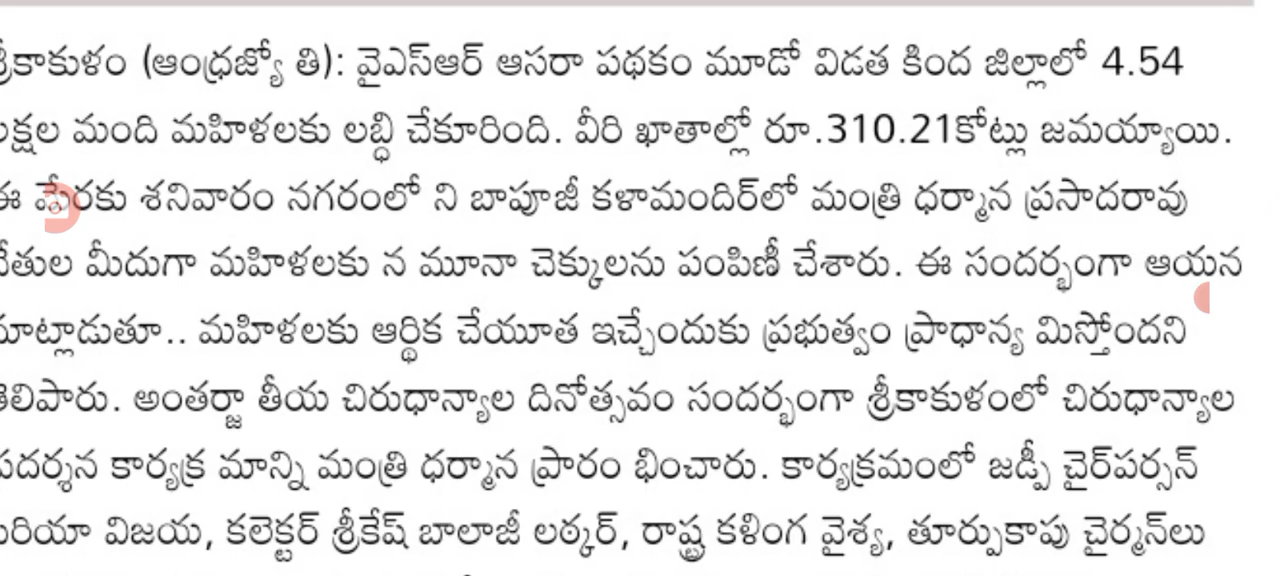 శ్రీకాకుళం (ఆంధ్రజ్యో తి): వైఎస్ఆర్ ఆసరా పథకం మూడో విడత కింద జిల్లాలో 4.54
లక్షల మంది మహిళలకు లబ్ధి చేకూరింది. వీరి ఖాతాల్లో రూ.310.21కోట్లు జమయ్యాయి.
ఈ మేరకు శనివారం నగరంలో ని బాపూజీ కళామందిర్‌లో మంత్రి ధర్మాన ప్రసాదరావు
చేతుల మీదుగా మహిళలకు న మూనా చెక్కులను పంపిణీ చేశారు. ఈ సందర్భంగా ఆయన
మాట్లాడుతూ.. మహిళలకు ఆర్థిక చేయూత ఇచ్చేందుకు ప్రభుత్వం ప్రాధాన్య మిస్తోందని
తెలిపారు. అంతర్జా తీయ చిరుధాన్యాల దినోత్సవం సందర్భంగా శ్రీకాకుళంలో చిరుధాన్యాల
పదర్శన కార్యక్ర మాన్ని మంత్రి ధర్మాన ప్రారం భించారు. కార్యక్రమంలో జడ్పీ చైర్‌పర్సన్
విజయ, కలెక్టర్ శ్రీకేష్ బాలాజీ లఠ్కర్, రాష్ట్ర కళింగ వైశ్య, తూర్పుకాపు చైర్మన్‌లు